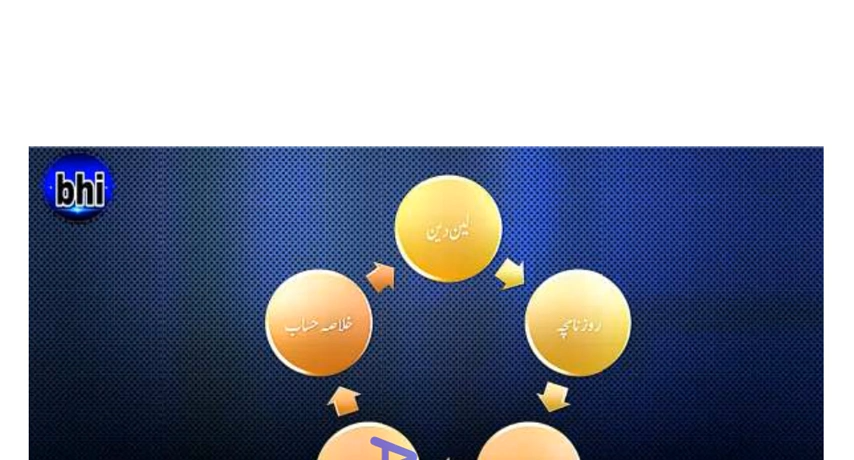 bhi
لین دین
روزنامچہ
خلاصہ حساب